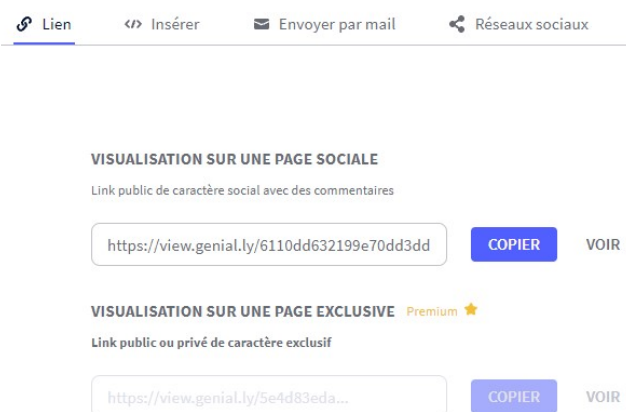 Lien </> Insérer Envoyer par mail Réseaux sociaux
VISUALISATION SUR UNE PAGE SOCIALE
Link public de caractère social avec des commentaires
https://view.genial.ly/6110dd632199e70dd3dd COPIER VOIR
VISUALISATION SUR UNE PAGE EXCLUSIVE Premium
Link public ou privé de caractère exclusif
https://view.genial.ly/5e4d83eda... COPIER VOIR